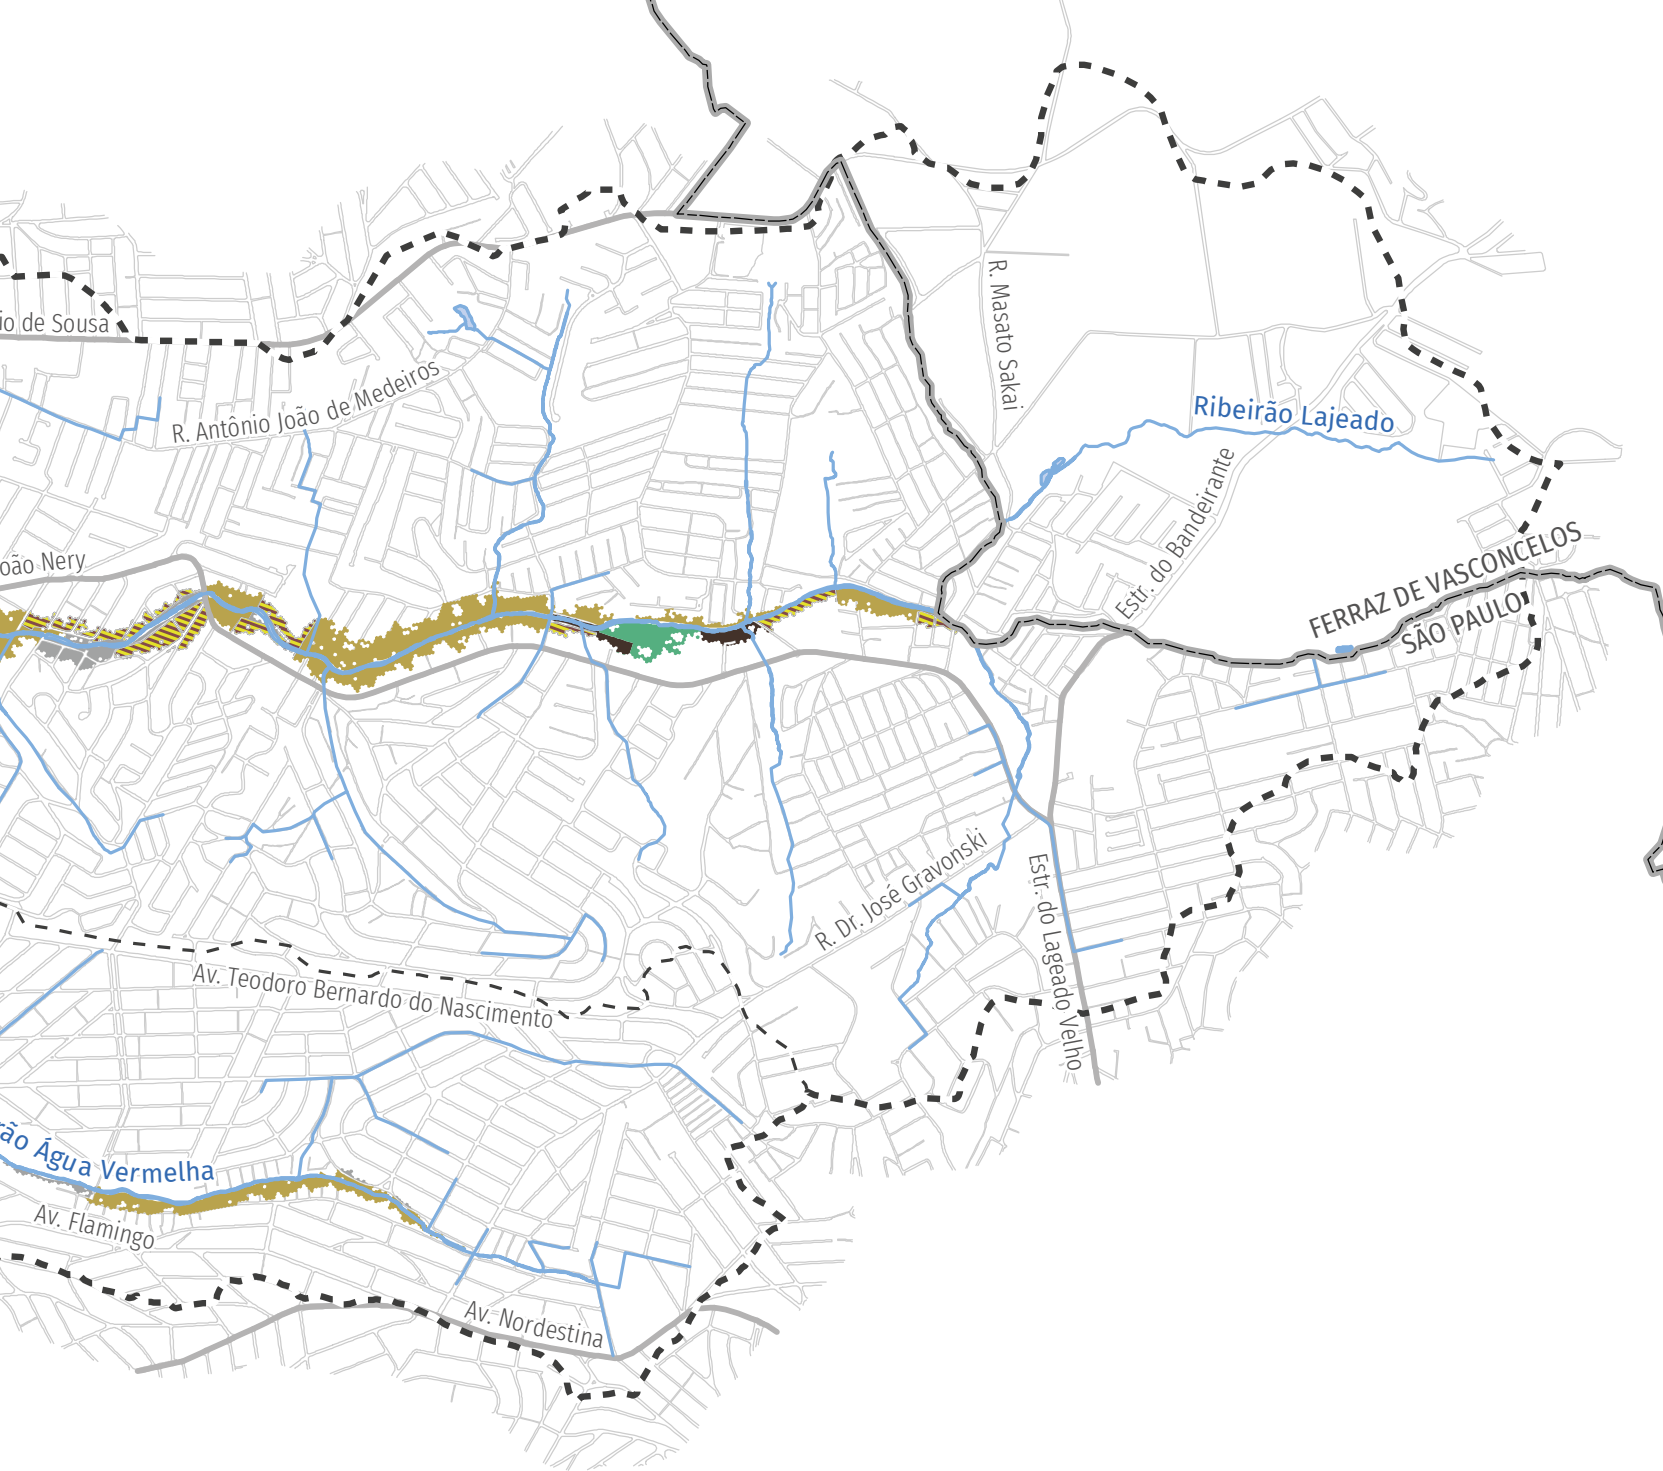 io de Sousa
R. Antônio João de Medeiros
R. Masato Sakai
Ribeirão Lajeado
Estr. do Bandeirante
FERRAZ DE VASCONCELOS
SÃO PAULO
oão Nery
R. Dr. José Gravonski
Estr. do Lageado Velho
Av. Teodoro Bernardo do Nascimento
rão Água Vermelha
Av. Flamingo
Av. Nordestina